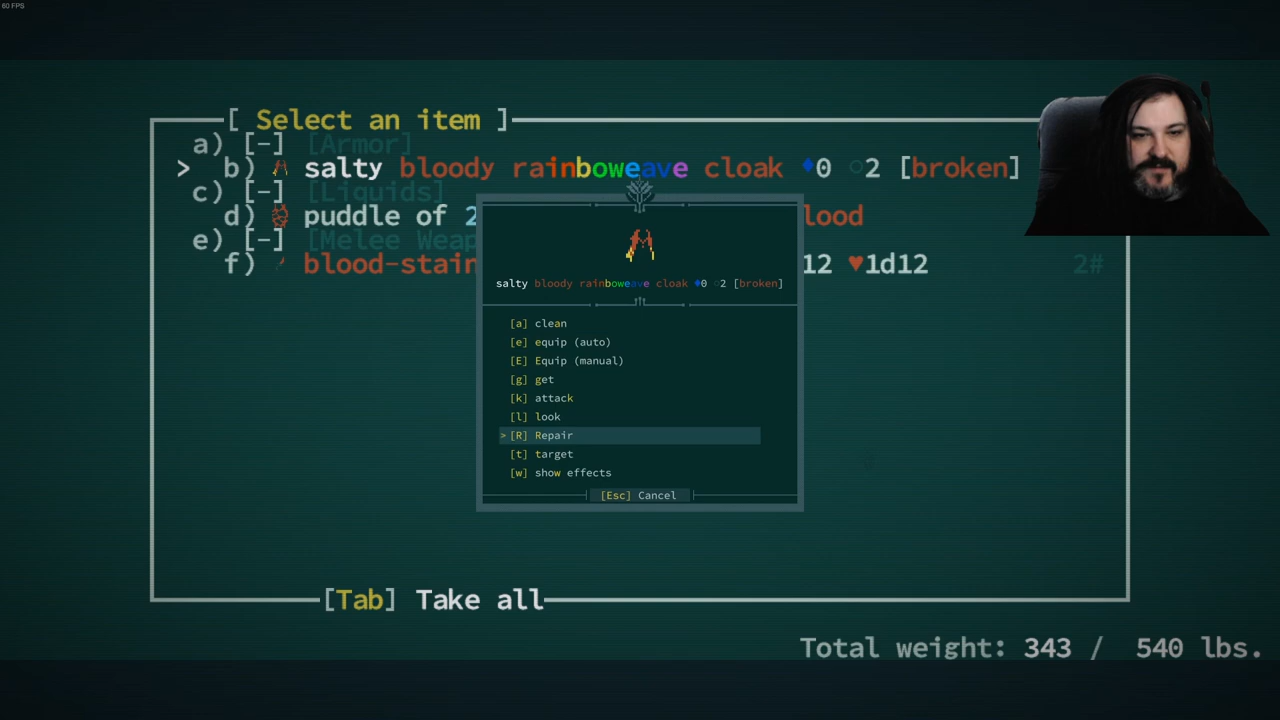 60 FPS
[ Select an item ]
a) [-] [Armor]
> b) salty bloody rainboweave cloak ♦0 ○2 [broken]
c) [-] [Liquids]
d) puddle of 2 lood
e) [-] [Melee Weap
f) blood-stain 12 ♥1d12 2#
salty bloody rainboweave cloak ♦0 ○2 [broken]
[a] clean
[e] equip (auto)
[E] Equip (manual)
[g] get
[k] attack
[l] look
> [R] Repair
[t] target
[w] show effects
[Esc] Cancel
[Tab] Take all
Total weight: 343 / 540 lbs.